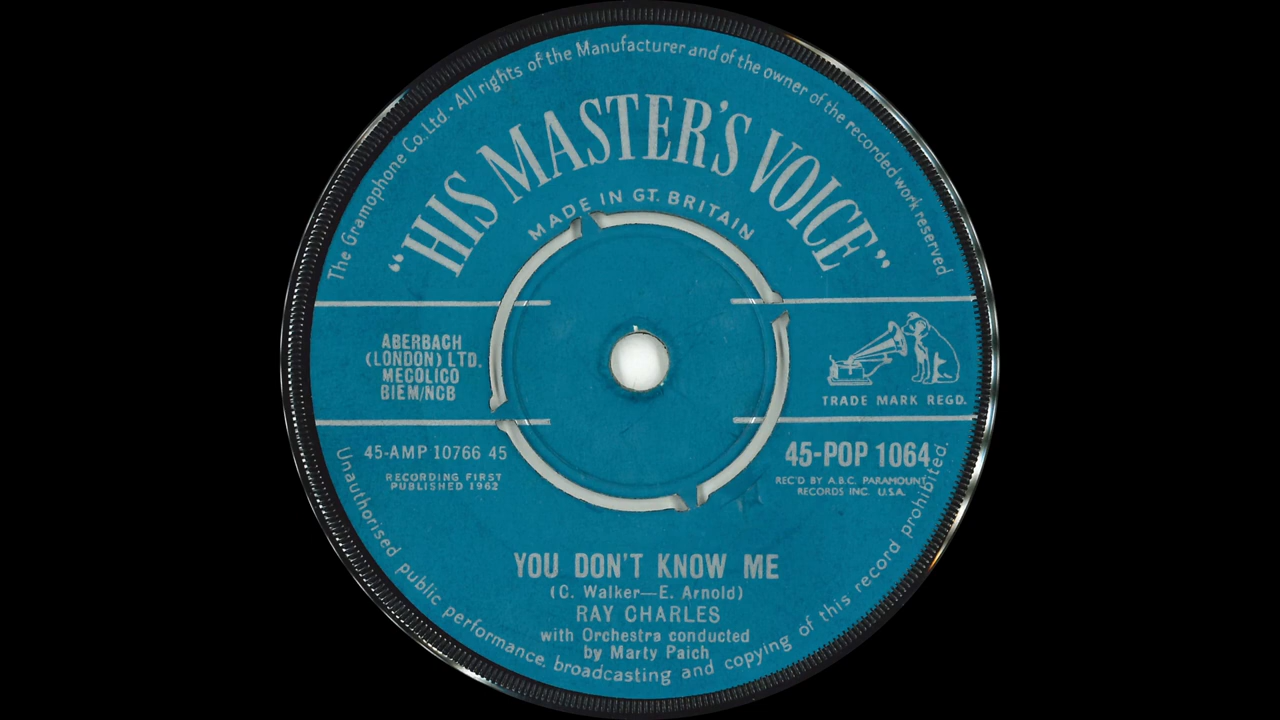 The Gramophone Co. Ltd · All rights of the Manufacturer and of the owner of the recorded work reserved
"HIS MASTER'S VOICE"
MADE IN GT. BRITAIN
ABERBACH
(LONDON) LTD.
MECOLICO
BIEM/NCB
TRADE MARK REGD.
45-AMP 10766 45
RECORDING FIRST
PUBLISHED 1962
45-POP 1064
REC'D BY A.B.C. PARAMOUNT
RECORDS INC. U.S.A.
YOU DON'T KNOW ME
(C. Walker—E. Arnold)
RAY CHARLES
with Orchestra conducted
by Marty Paich
Unauthorised public performance, broadcasting and copying of this record prohibited.